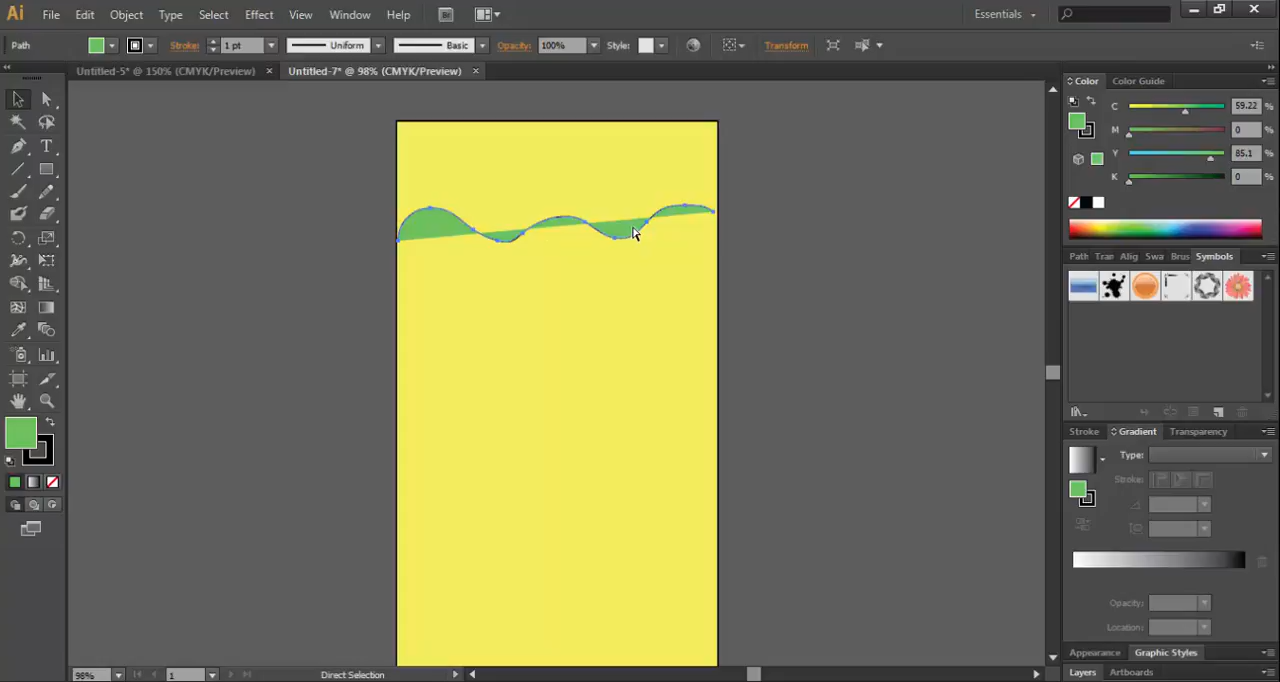 Ai File Edit Object Type Select Effect View Window Help Br Essentials
Path Stroke: 1 pt Uniform Basic Opacity: 100% Style: Transform
Untitled-5* @ 150% (CMYK/Preview) × Untitled-7* @ 98% (CMYK/Preview) ×
Color Color Guide
C 59.22 %
M 0 %
Y 85.1 %
K 0 %
Path Tran Alig Swa Brus Symbols
Stroke Gradient Transparency
Type:
Stroke:
Opacity:
Location:
Appearance Graphic Styles
Layers Artboards
98% 1 Direct Selection